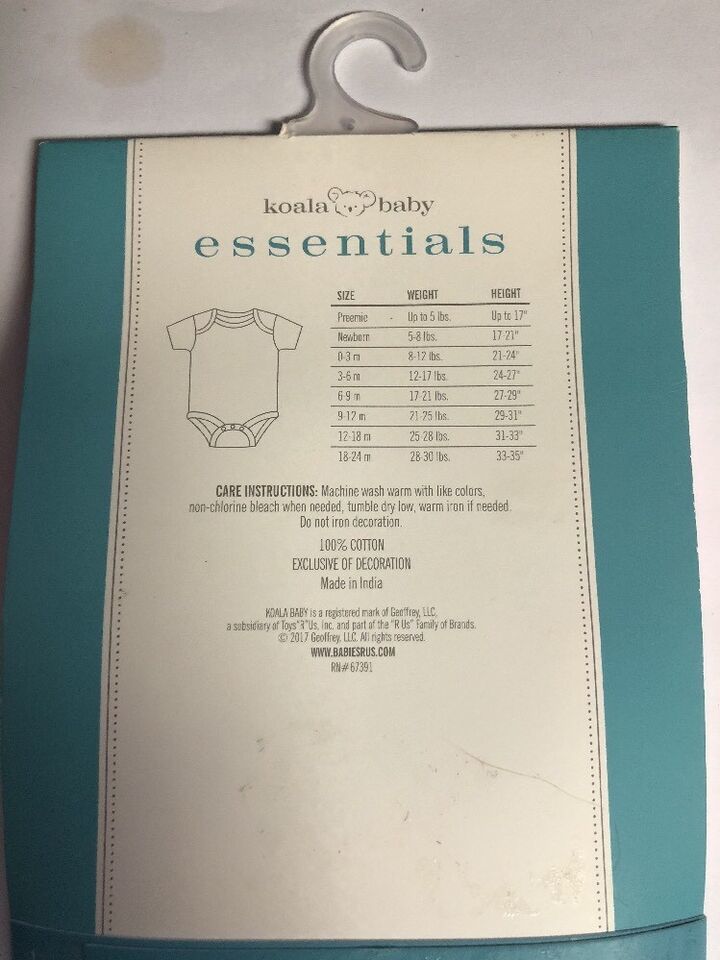 koala baby
essentials
SIZE WEIGHT HEIGHT
Preemie - Up to 5 lbs. Up to 17"
Newborn 5-8 lbs. 17-21"
0-3 m 8-12 lbs. 21-24"
3-6 m 12-17 lbs. 24-27"
6-9 m 17-21 lbs. 27-29"
9-12 m 21-25 lbs. 29-31"
12-18 m 25-28 lbs. 31-33"
18-24 m 28-30 lbs. 33-35"
CARE INSTRUCTIONS: Machine wash warm with like colors,
non-chlorine bleach when needed, tumble dry low, warm iron if needed.
Do not iron decoration.
100% COTTON
EXCLUSIVE OF DECORATION
Made in India
KOALA BABY is a registered mark of Geoffrey, LLC,
a subsidiary of Toys"R"Us, Inc. and part of the "R Us" Family of Brands.
© 2017 Geoffrey, LLC. All rights reserved.
WWW.BABIESRUS.COM
RN# 67391